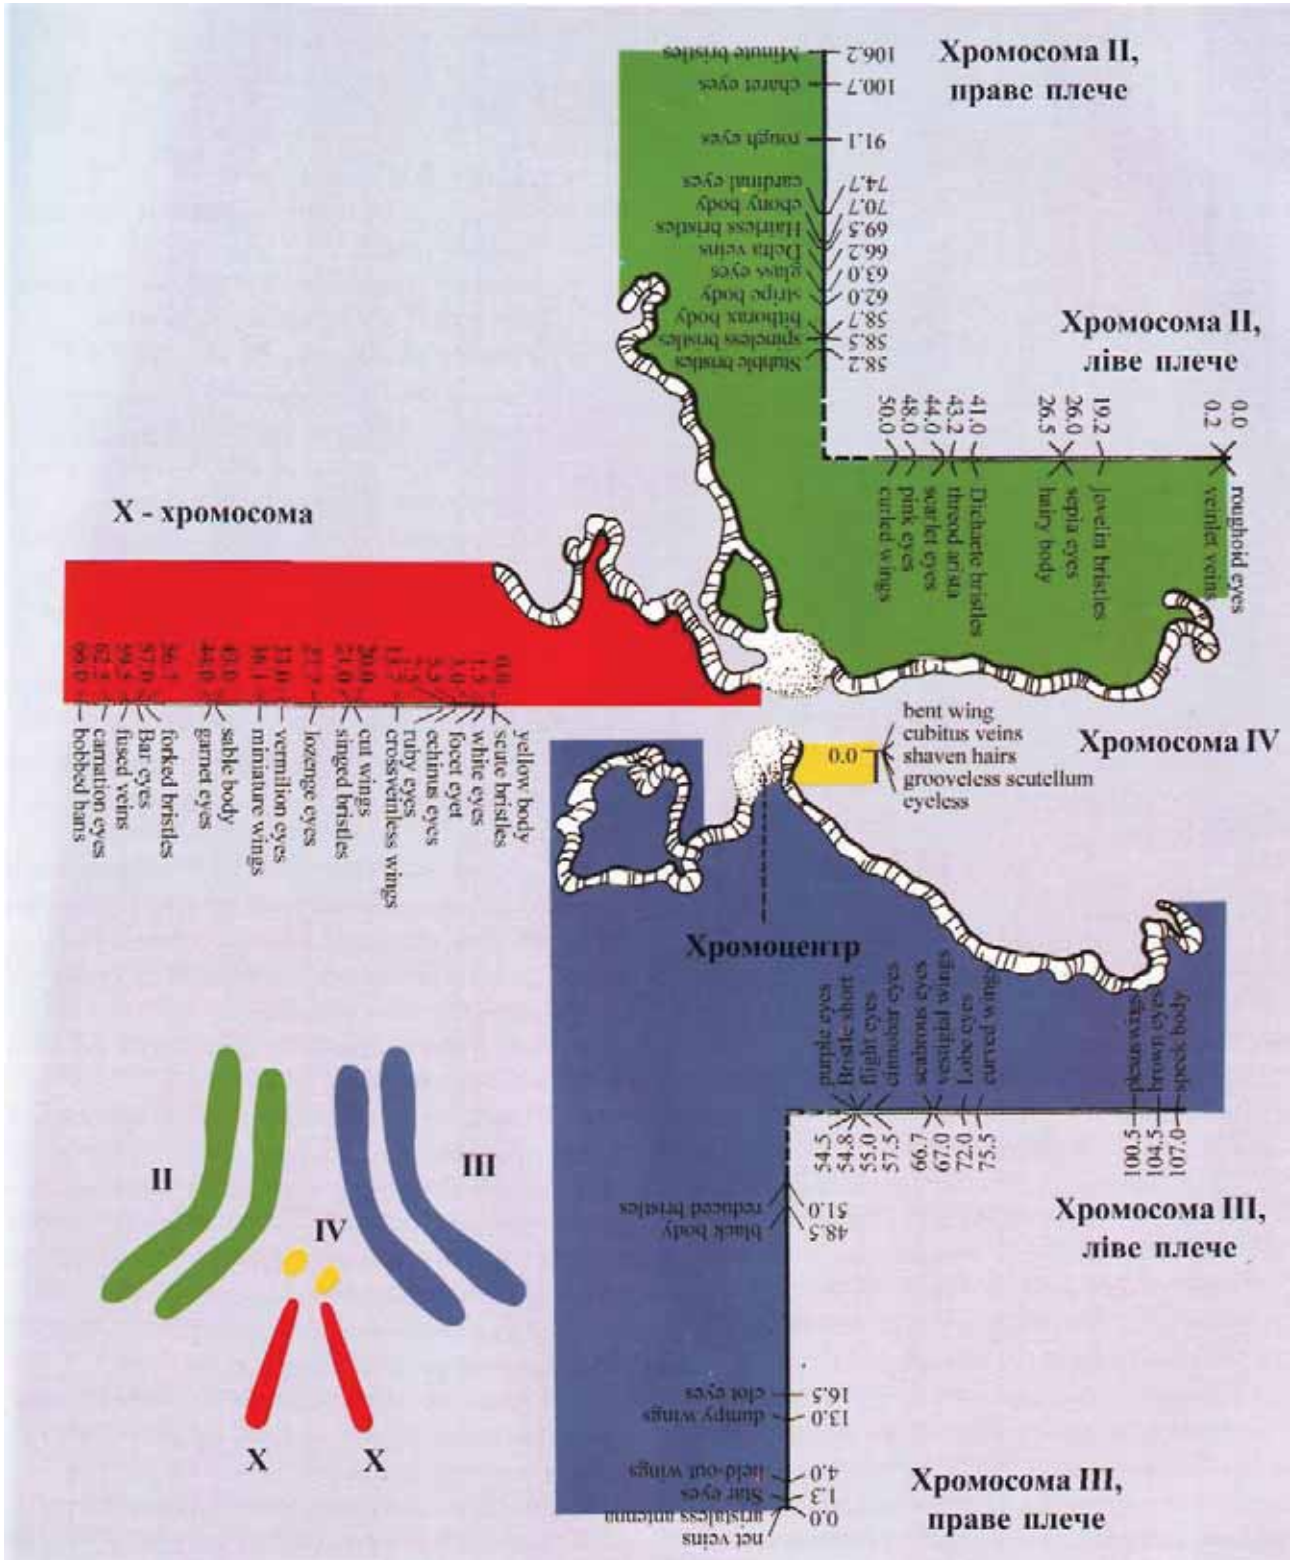 Хромосома II,
праве плече
106.2 Minute bristles
100.7 charet eyes
91.1 rough eyes
74.7 cardinal eyes
70.7 ebony body
69.5 Hairless bristles
66.2 Delta veins
63.0 glass eyes
62.0 stripe body
58.7 bithorax body
58.5 spineless bristles
58.2 Stubble bristles
Хромосома II,
ліве плече
50.0 curled wings
48.0 pink eyes
44.0 scarlet eyes
43.2 threod arista
41.0 Dichaete bristles
26.5 hairy body
26.0 sepia eyes
19.2 jovelin bristles
0.2 veinlet veins
0.0 roughoid eyes
X - хромосома
0.0 yellow body
scute bristles
1.5 white eyes
3.0 focet eyet
5.5 echinus eyes
7.5 ruby eyes
13.7 crossveinless wings
20.0 cut wings
21.0 singed bristles
27.7 lozenge eyes
33.0 vermilion eyes
36.1 miniature wings
43.0 sable body
44.0 garnet eyes
56.7 forked bristles
57.0 Bar eyes
59.5 fused veins
62.5 carnation eyes
66.0 bobbed hans
Хромосома IV
0.0
bent wing
cubitus veins
shaven hairs
grooveless scutellum
eyeless
Хромоцентр
54.5 purple eyes
54.8 Bristle short
55.0 flight eyes
57.5 cinnobar eyes
66.7 scabrous eyes
67.0 vestigial wings
72.0 Lobe eyes
75.5 curved wings
100.5 plexuswings
104.5 brown eyes
107.0 speck body
Хромосома III,
ліве плече
51.0 reduced bristles
48.5 black body
16.5 clot eyes
13.0 dumpy wings
4.0 held-out wings
1.3 Star eyes
0.0 aristaless antenna
net veins
Хромосома III,
праве плече
II
III
IV
X
X